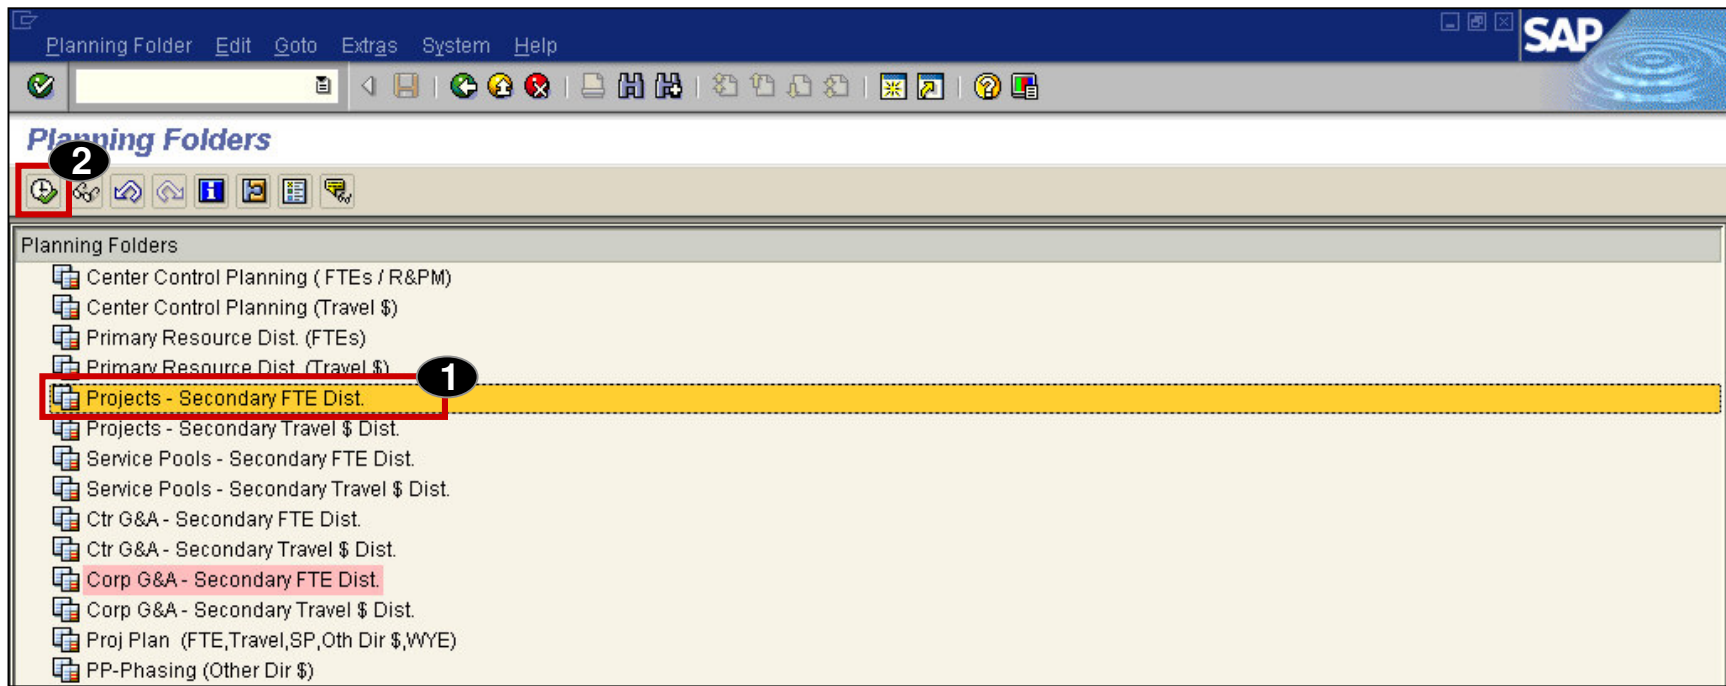 Planning Folder Edit Goto Extras System Help
SAP
Planning Folders
2
Planning Folders
Center Control Planning ( FTEs / R&PM)
Center Control Planning (Travel $)
Primary Resource Dist. (FTEs)
Primary Resource Dist. (Travel $)
1
Projects - Secondary FTE Dist.
Projects - Secondary Travel $ Dist.
Service Pools - Secondary FTE Dist.
Service Pools - Secondary Travel $ Dist.
Ctr G&A - Secondary FTE Dist.
Ctr G&A - Secondary Travel $ Dist.
Corp G&A - Secondary FTE Dist.
Corp G&A - Secondary Travel $ Dist.
Proj Plan (FTE,Travel,SP,Oth Dir $,WYE)
PP-Phasing (Other Dir $)